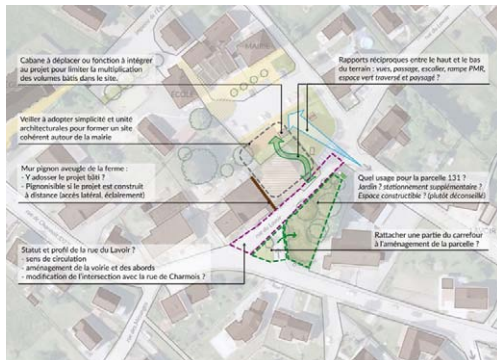 Cabane à déplacer ou fonction à intégrer
au projet pour limiter la multiplication
des volumes bâtis dans le site.
Rapports réciproques entre le haut et le bas
du terrain : vues, passage, escalier, rampe PMR,
espace vert traversé et paysagé ?
MAIRIE
ÉCOLE
Veiller à adopter simplicité et unité
architecturales pour former un site
cohérent autour de la mairie
Mur pignon aveugle de la ferme :
- Y adosser le projet bâti ?
- Pignonisible si le projet est construit
à distance (accès latéral, éclairement)
Quel usage pour la parcelle 131 ?
Jardin ? stationnement supplémentaire ?
Espace constructible ? (plutôt déconseillé)
Statut et profil de la rue du Lavoir ?
- sens de circulation
- aménagement de la voirie et des abords
- modification de l'intersection avec la rue de Charmois ?
Rattacher une partie du carrefour
à l'aménagement de la parcelle ?